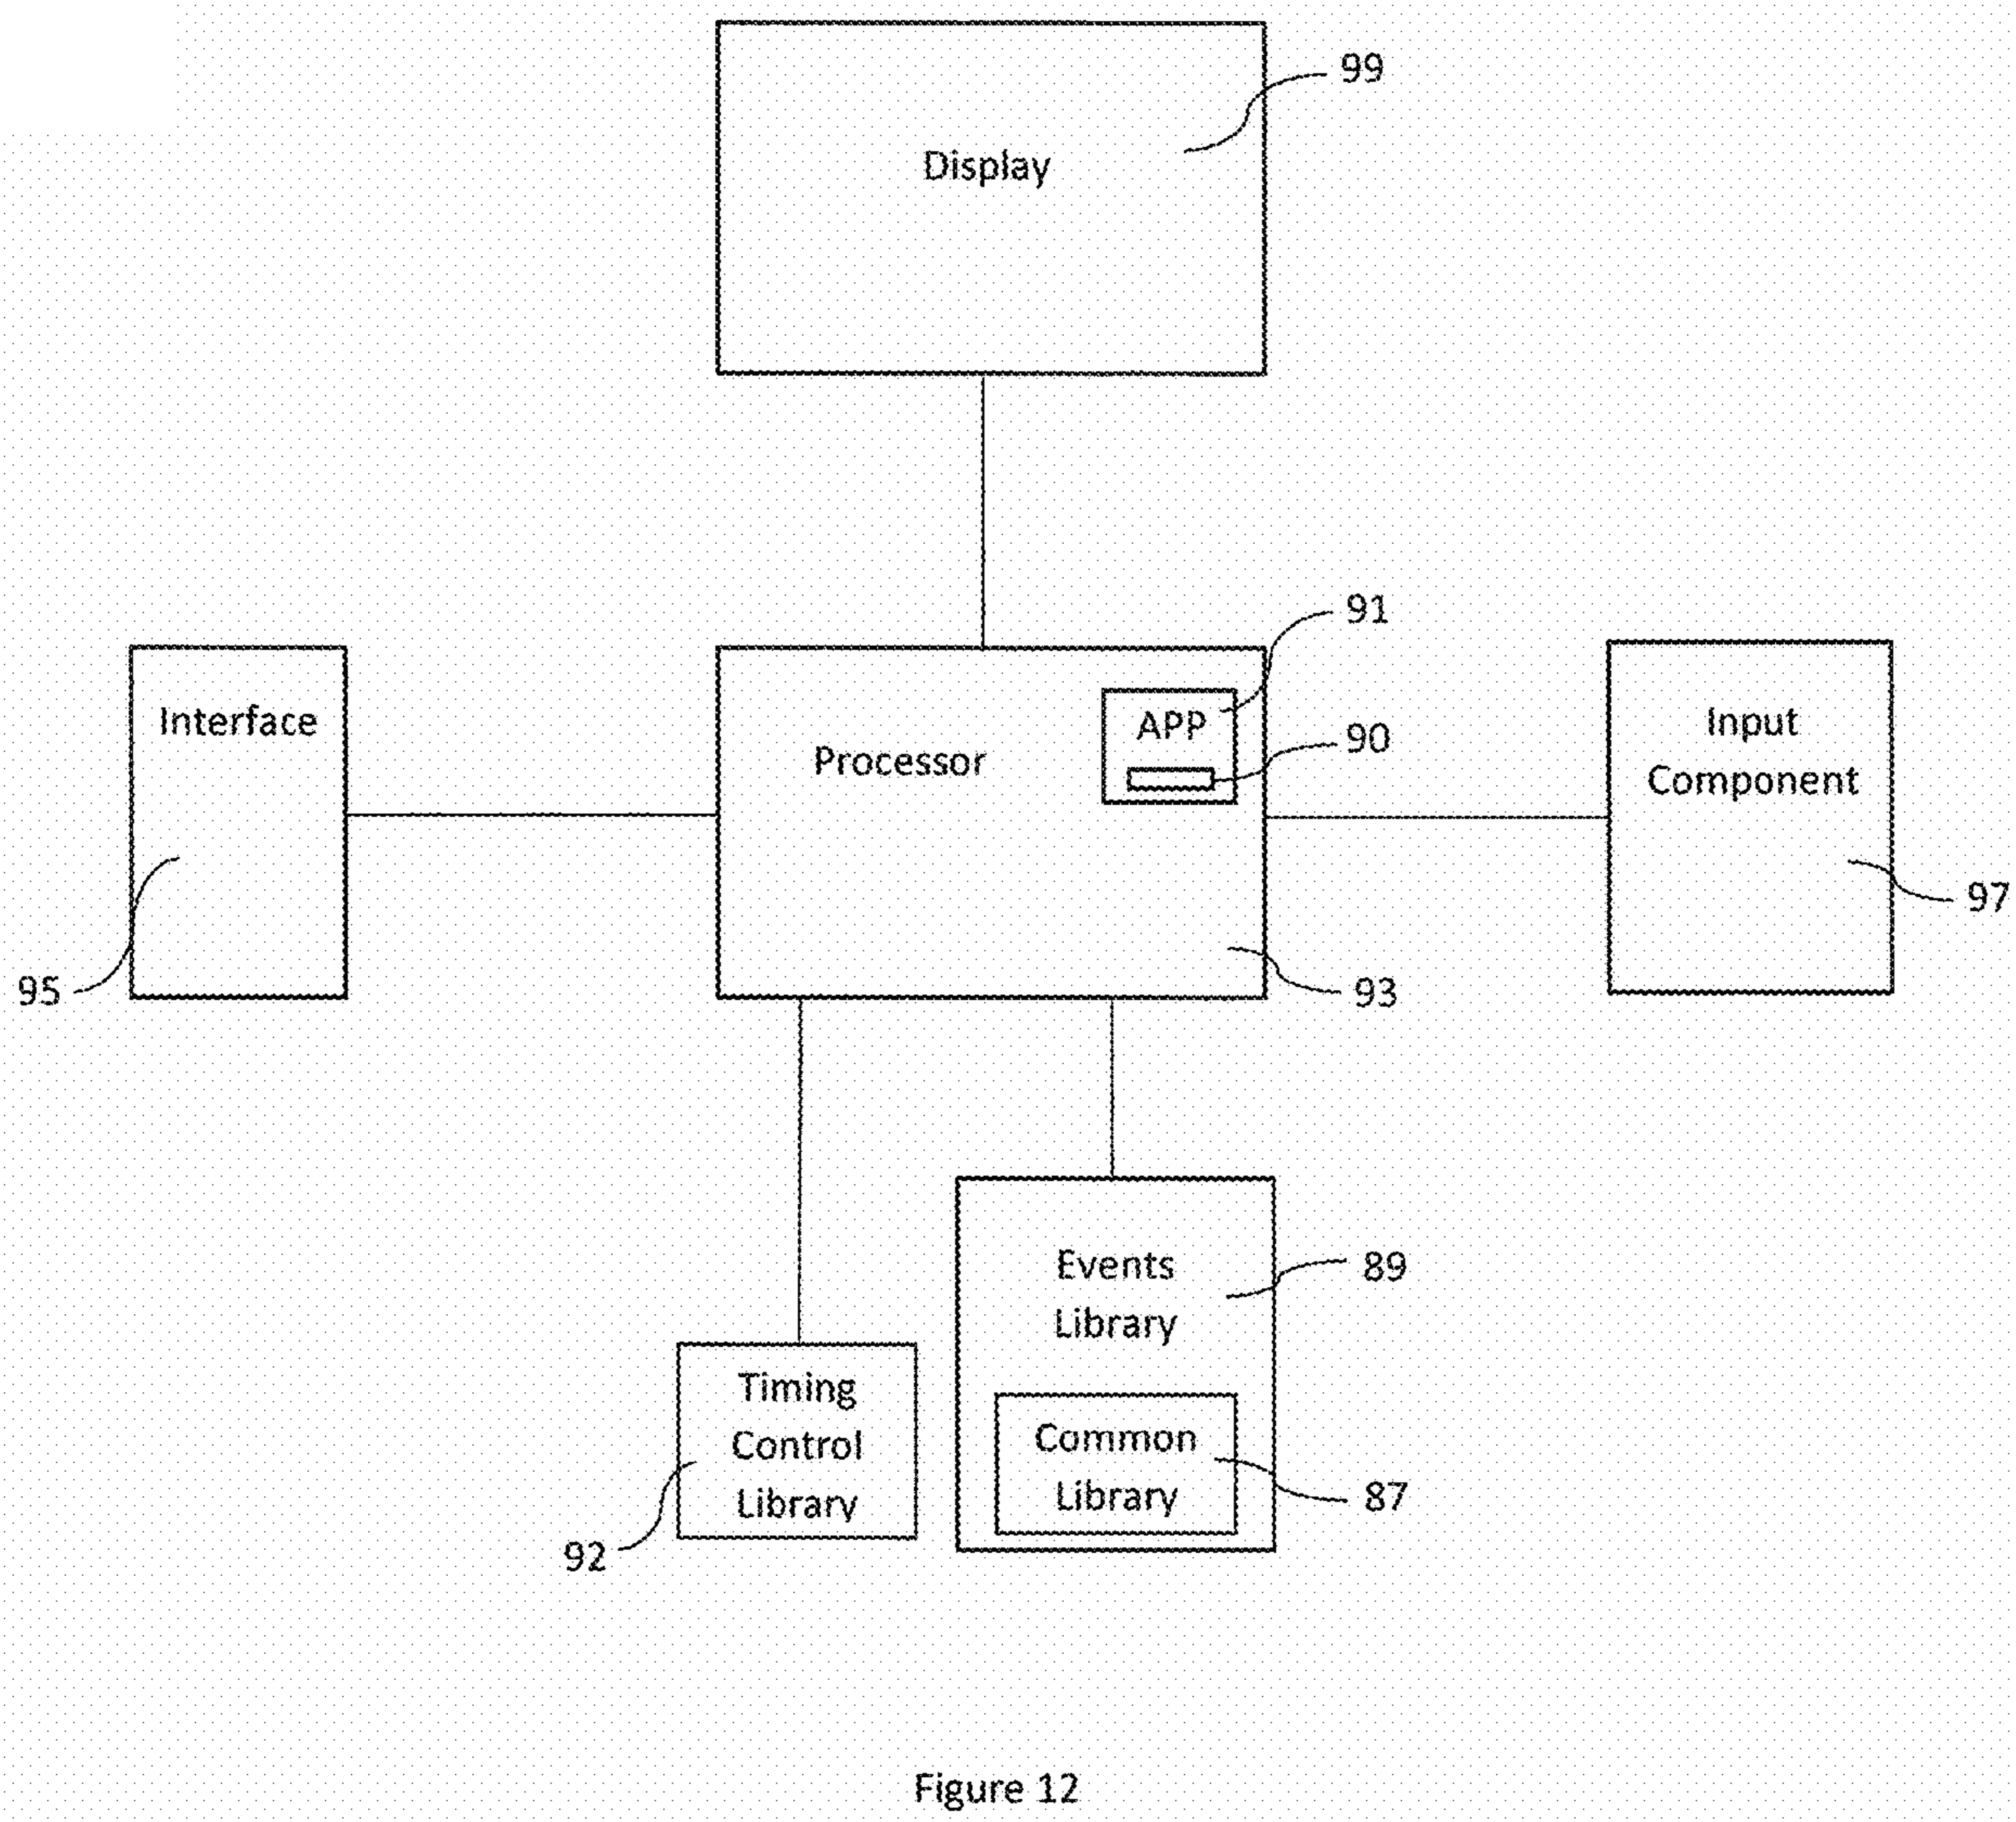 99
Display
91
APP
90
Interface
Processor
Input
Component
97
95
93
Events
Library
89
Timing
Control
Library
Common
Library
87
92
Figure 12